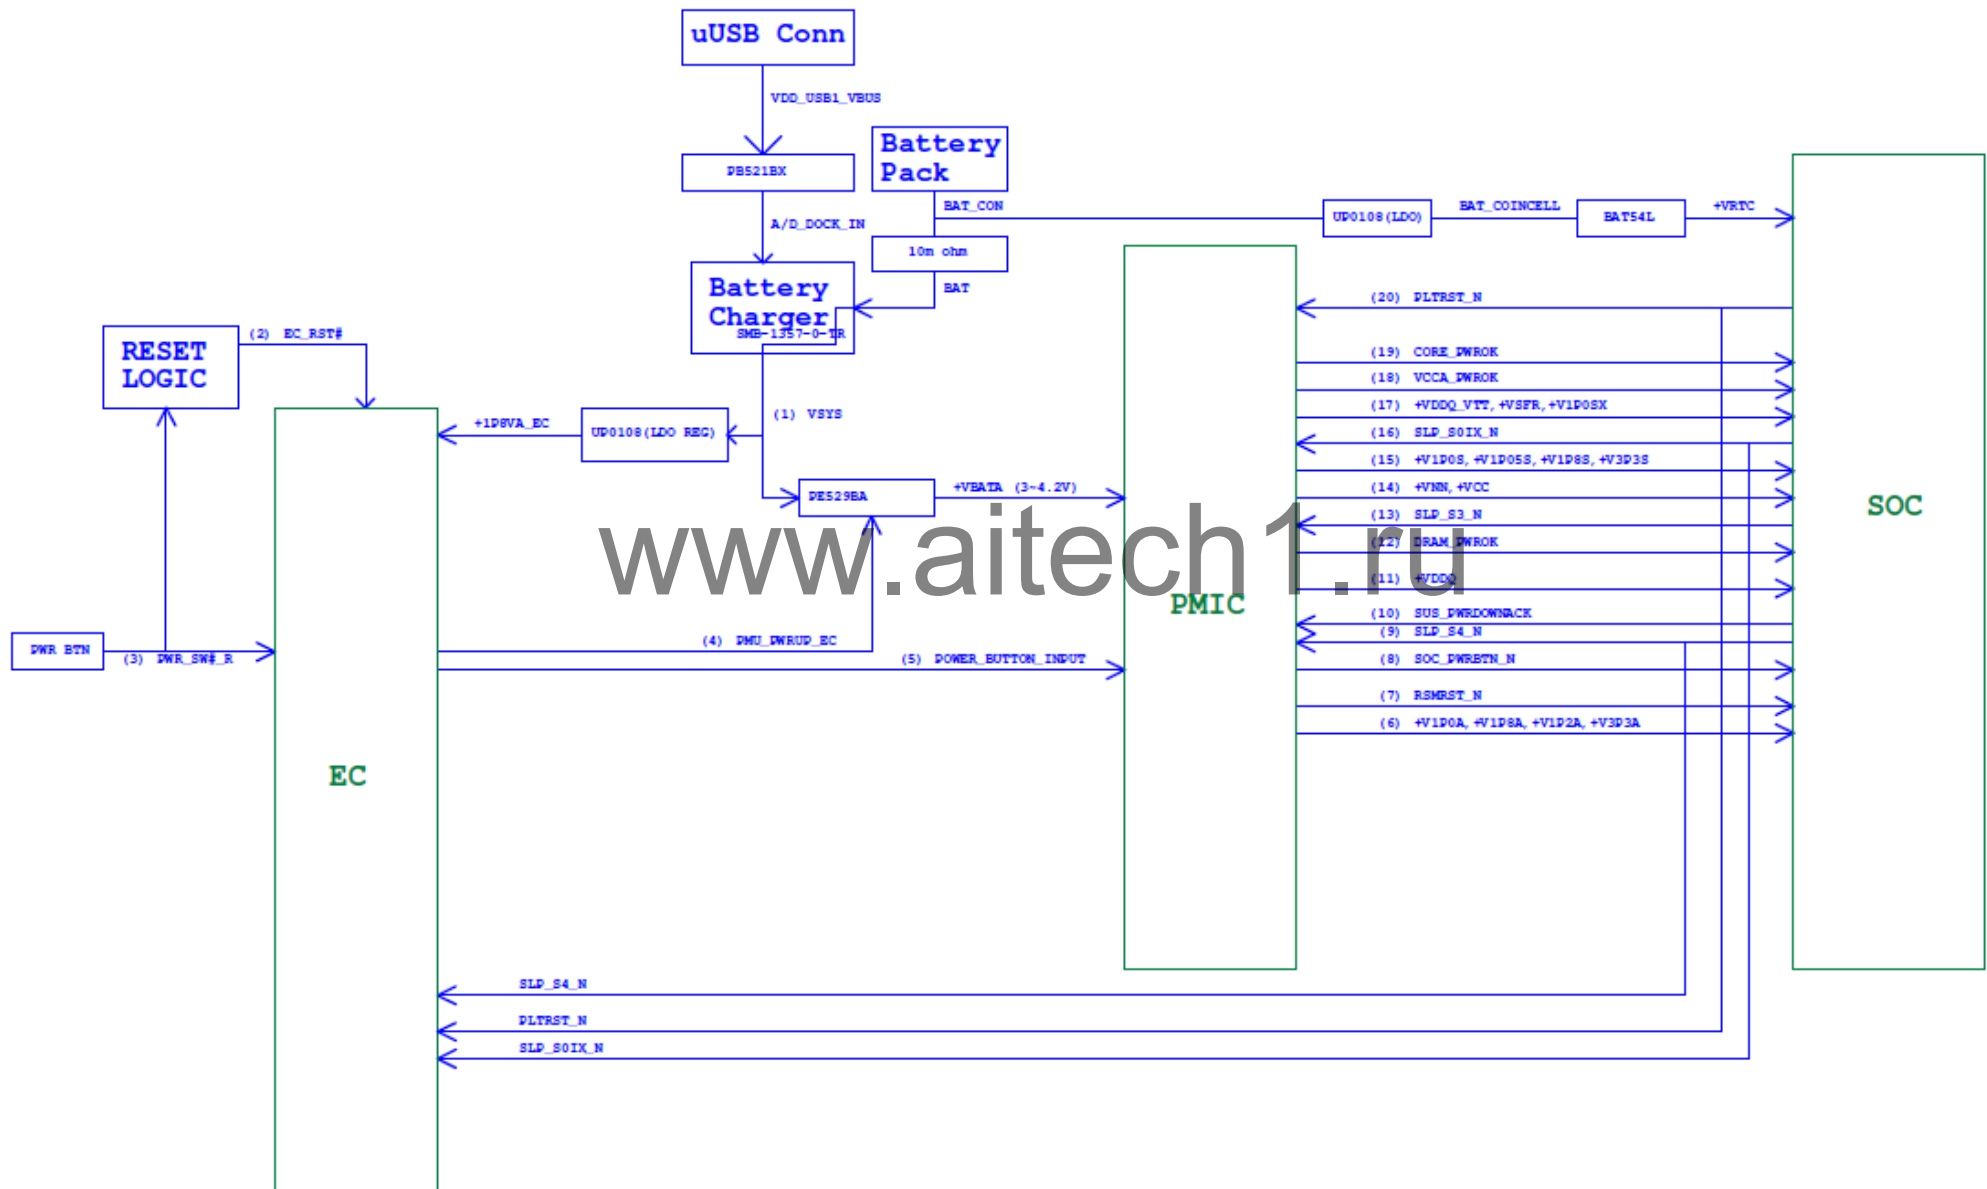 uUSB Conn
VDD_USB1_VBUS
PB521BX
A/D_DOCK_IN
Battery
Pack
BAT_CON
10m ohm
BAT
UP0108(LDO)
BAT_COINCELL
BAT54L
+VRTC
Battery
Charger
SMB-1357-0-TR
RESET
LOGIC
(2) EC_RST#
(1) VSYS
+1P8VA_EC
UP0108(LDO REG)
PE529BA
+VBATA (3~4.2V)
(20) PLTRST_N
(19) CORE_PWROK
(18) VCCA_PWROK
(17) +VDDQ_VTT,+VSFR,+V1P0SX
(16) SLP_S0IX_N
(15) +V1P0S,+V1P05S,+V1P8S,+V3P3S
(14) +VNN,+VCC
(13) SLP_S3_N
(12) DRAM_PWROK
(11) +VDDQ
(10) SUS_PWRDOWNACK
(9) SLP_S4_N
(8) SOC_PWRBTN_N
(7) RSMRST_N
(6) +V1P0A,+V1P8A,+V1P2A,+V3P3A
SOC
www.aitech1.ru
PMIC
PWR BTN
(3) PWR_SW#_R
(4) PMU_PWRUP_EC
(5) POWER_BUTTON_INPUT
EC
SLP_S4_N
PLTRST_N
SLP_S0IX_N